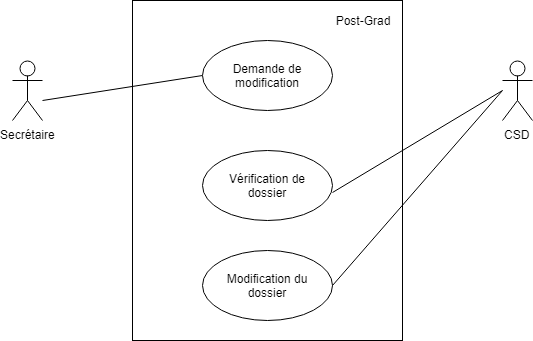 Post-Grad
Demande de
modification
Secrétaire
CSD
Vérification de
dossier
Modification du
dossier